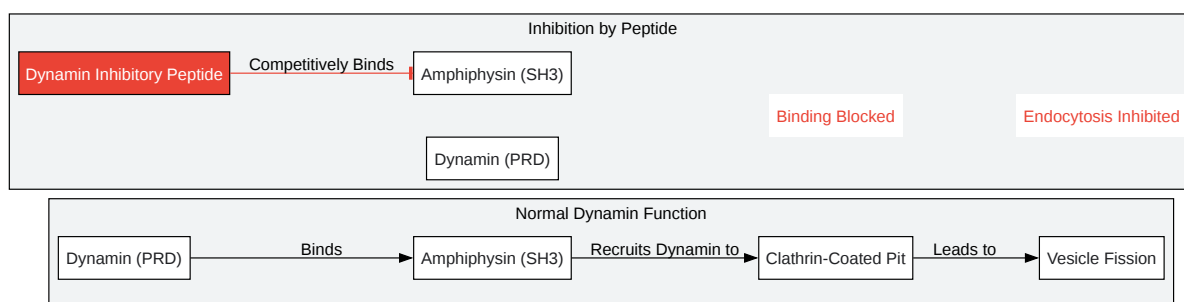 Inhibition by Peptide
Dynamin Inhibitory Peptide
Competitively Binds
Amphiphysin (SH3)
Binding Blocked
Endocytosis Inhibited
Dynamin (PRD)
Normal Dynamin Function
Dynamin (PRD)
Binds
Amphiphysin (SH3)
Recruits Dynamin to
Clathrin-Coated Pit
Leads to
Vesicle Fission